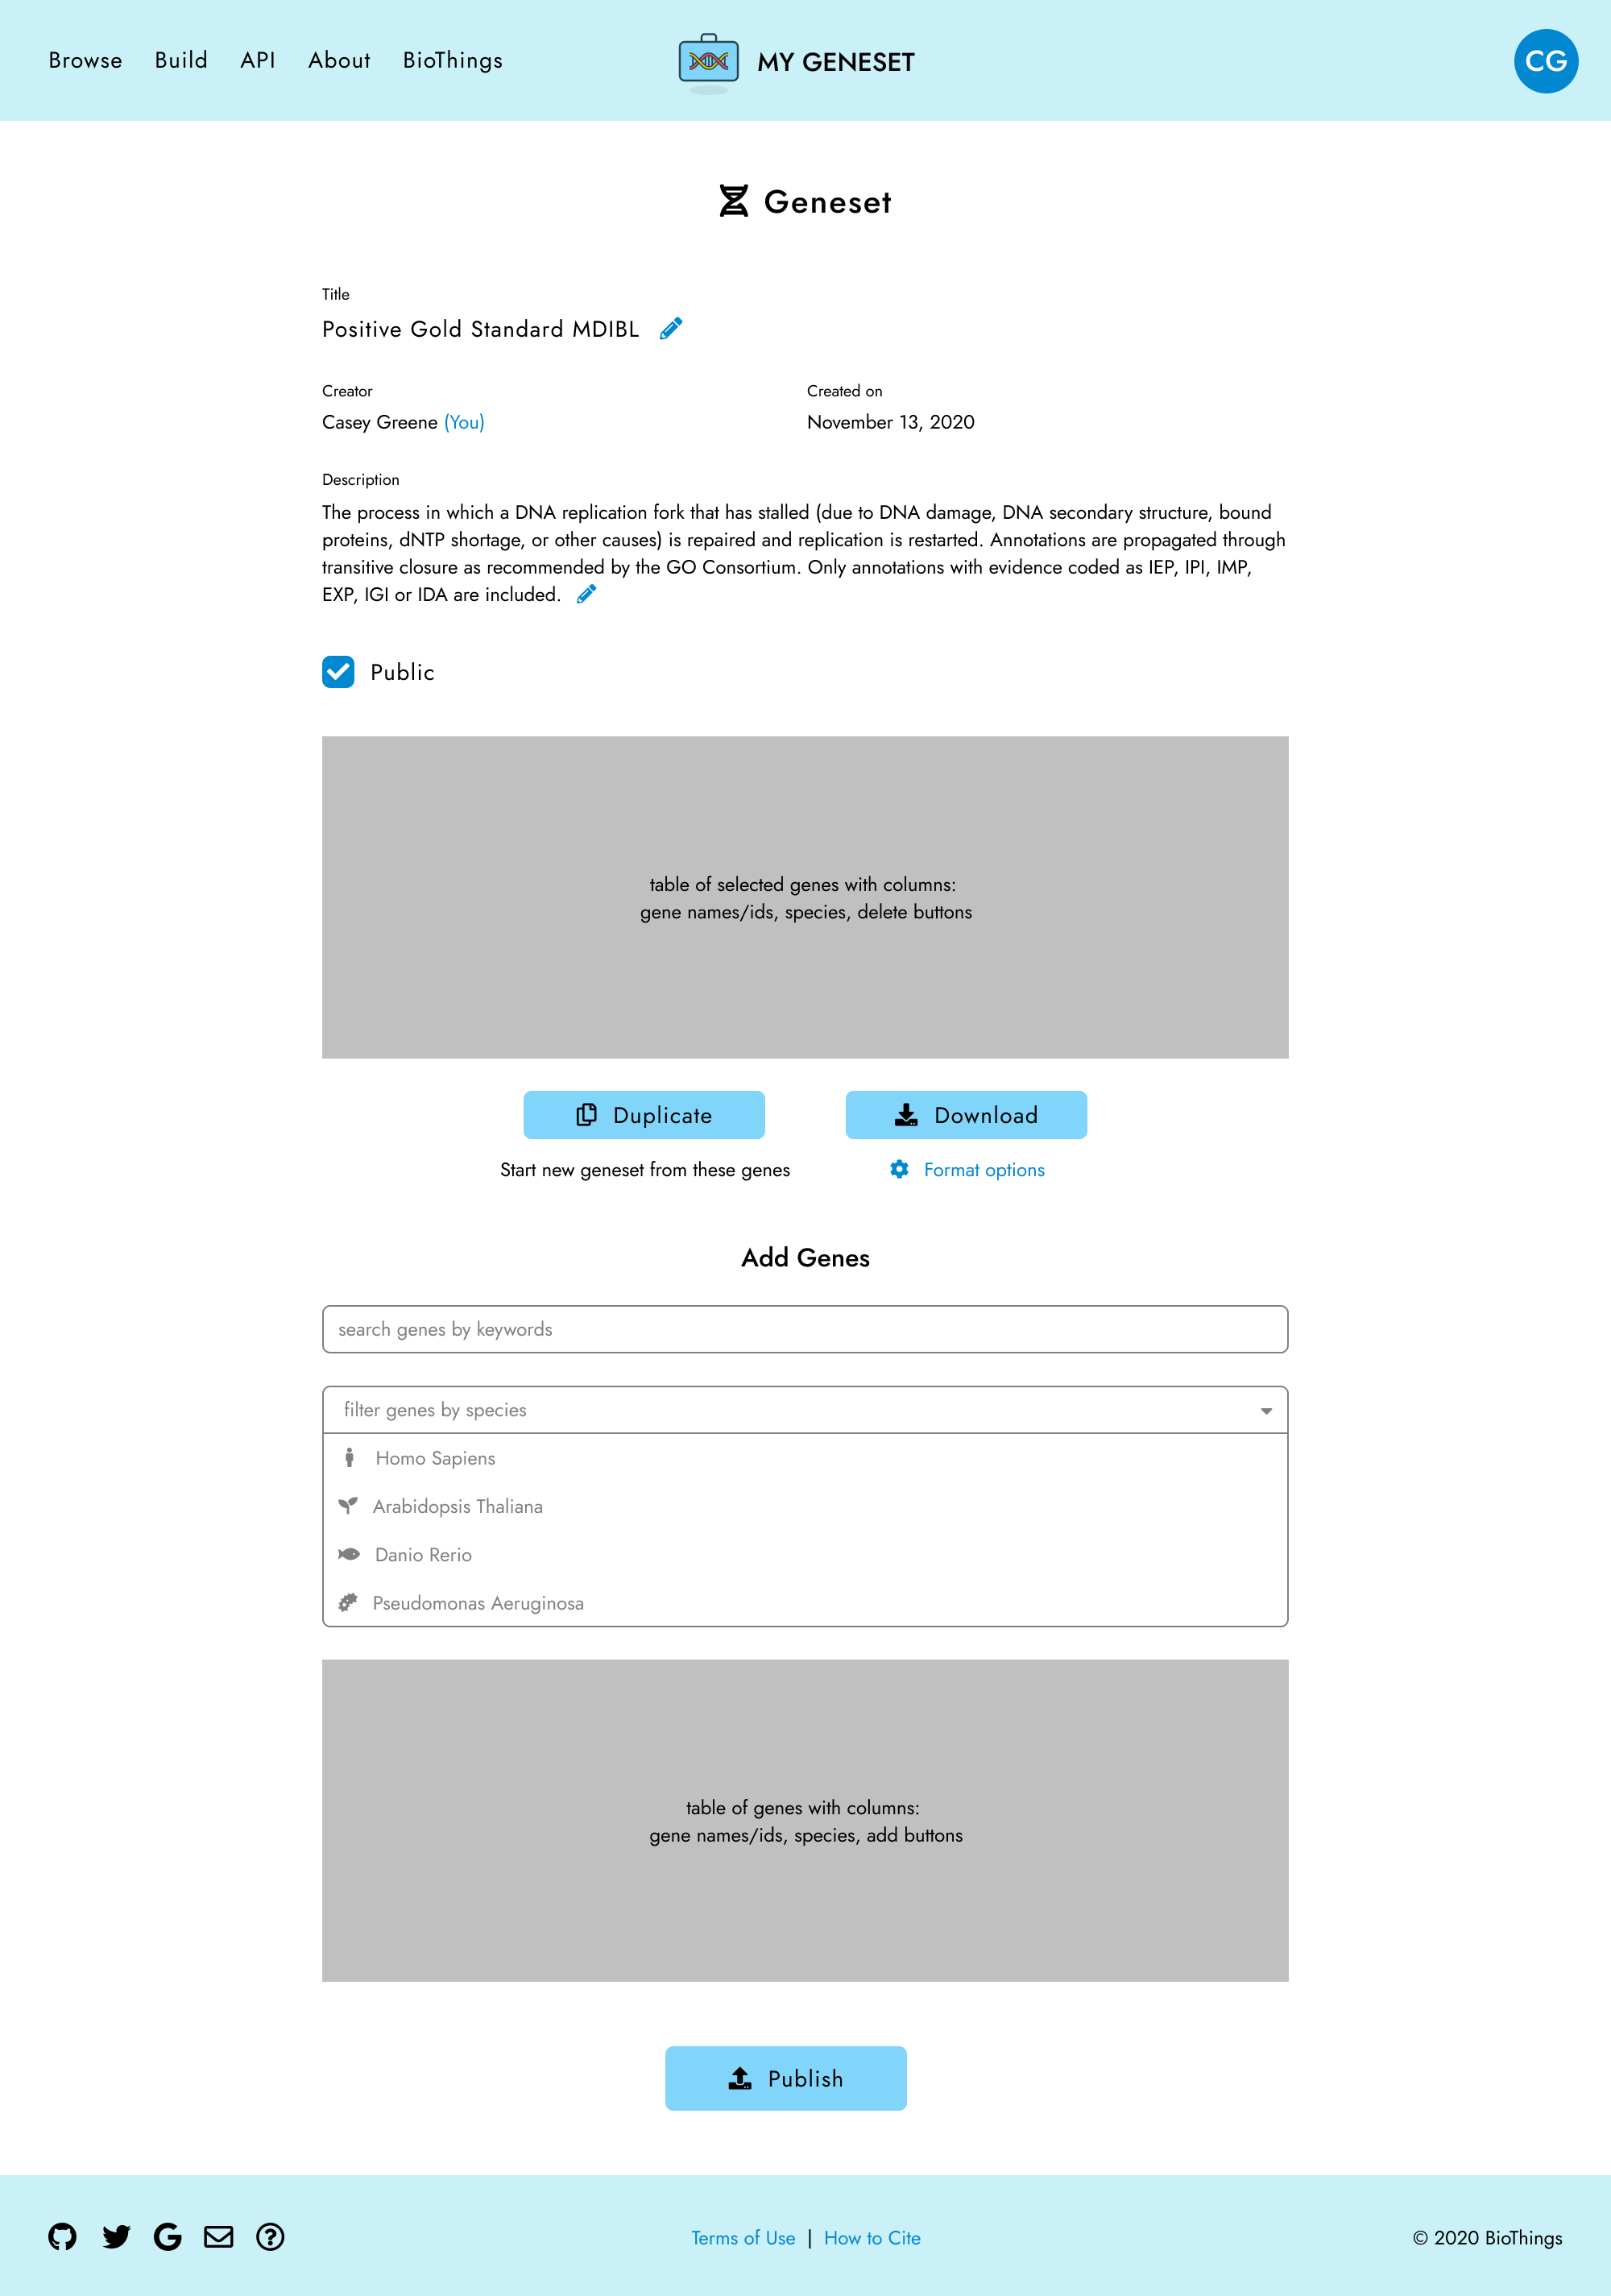 Browse Build API About BioThings
MY GENESET
CG
Geneset
Title
Positive Gold Standard MDIBL
Creator
Casey Greene (You)
Created on
November 13, 2020
Description
The process in which a DNA replication fork that has stalled (due to DNA damage, DNA secondary structure, bound
proteins, dNTP shortage, or other causes) is repaired and replication is restarted. Annotations are propagated through
transitive closure as recommended by the GO Consortium. Only annotations with evidence coded as IEP, IPI, IMP,
EXP, IGI or IDA are included.
Public
table of selected genes with columns:
gene names/ids, species, delete buttons
Duplicate
Start new geneset from these genes
Download
Format options
Add Genes
search genes by keywords
filter genes by species
Homo Sapiens
Arabidopsis Thaliana
Danio Rerio
Pseudomonas Aeruginosa
table of genes with columns:
gene names/ids, species, add buttons
Publish
Terms of Use | How to Cite
© 2020 BioThings